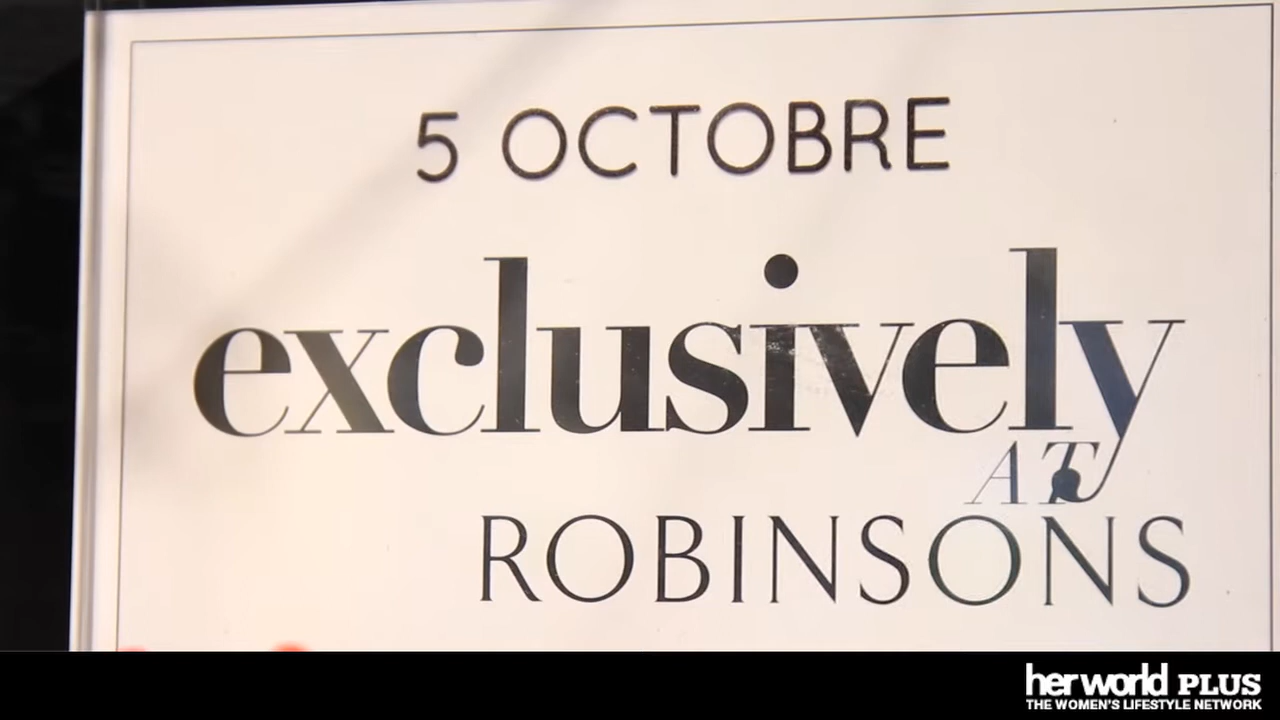 5 OCTOBRE
exclusively
AT
ROBINSONS
herworld PLUS
THE WOMEN'S LIFESTYLE NETWORK